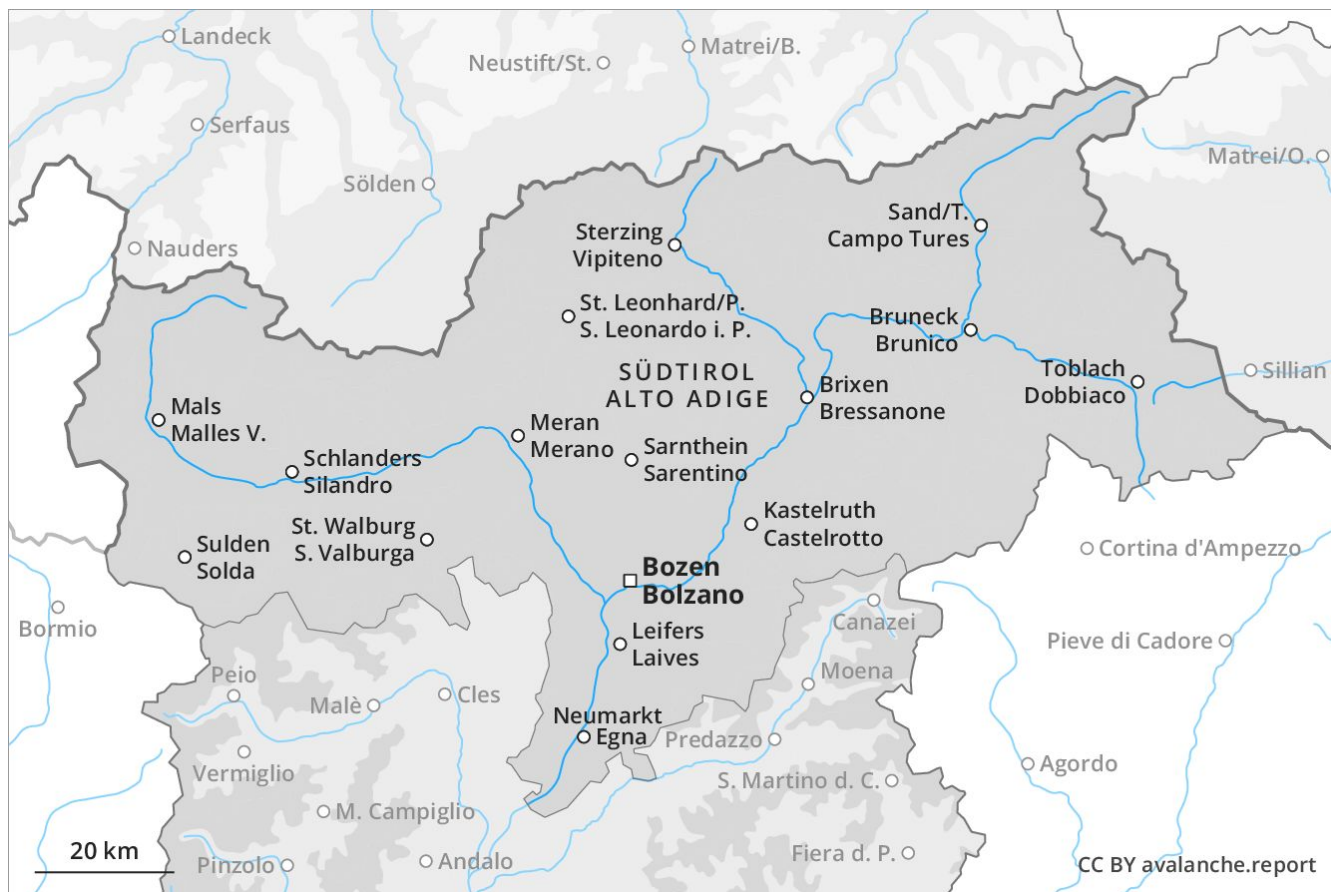 Landeck
Matrei/B.
Neustift/St.
Serfaus
Matrei/O.
Sölden
Sand/T.
Campo Tures
Sterzing
Vipiteno
Nauders
St. Leonhard/P.
S. Leonardo i. P.
Bruneck
Brunico
SÜDTIROL
ALTO ADIGE
Toblach
Dobbiaco
Sillian
Brixen
Bressanone
Mals
Malles V.
Meran
Merano
Sarnthein
Sarentino
Schlanders
Silandro
Kastelruth
Castelrotto
St. Walburg
S. Valburga
Sulden
Solda
Cortina d'Ampezzo
Bozen
Bolzano
Bormio
Canazei
Leifers
Laives
Pieve di Cadore
Peio
Moena
Malè
Cles
Neumarkt
Egna
Predazzo
Vermiglio
Agordo
S. Martino d. C.
M. Campiglio
20 km
Pinzolo
Andalo
Fiera d. P.
CC BY avalanche.report